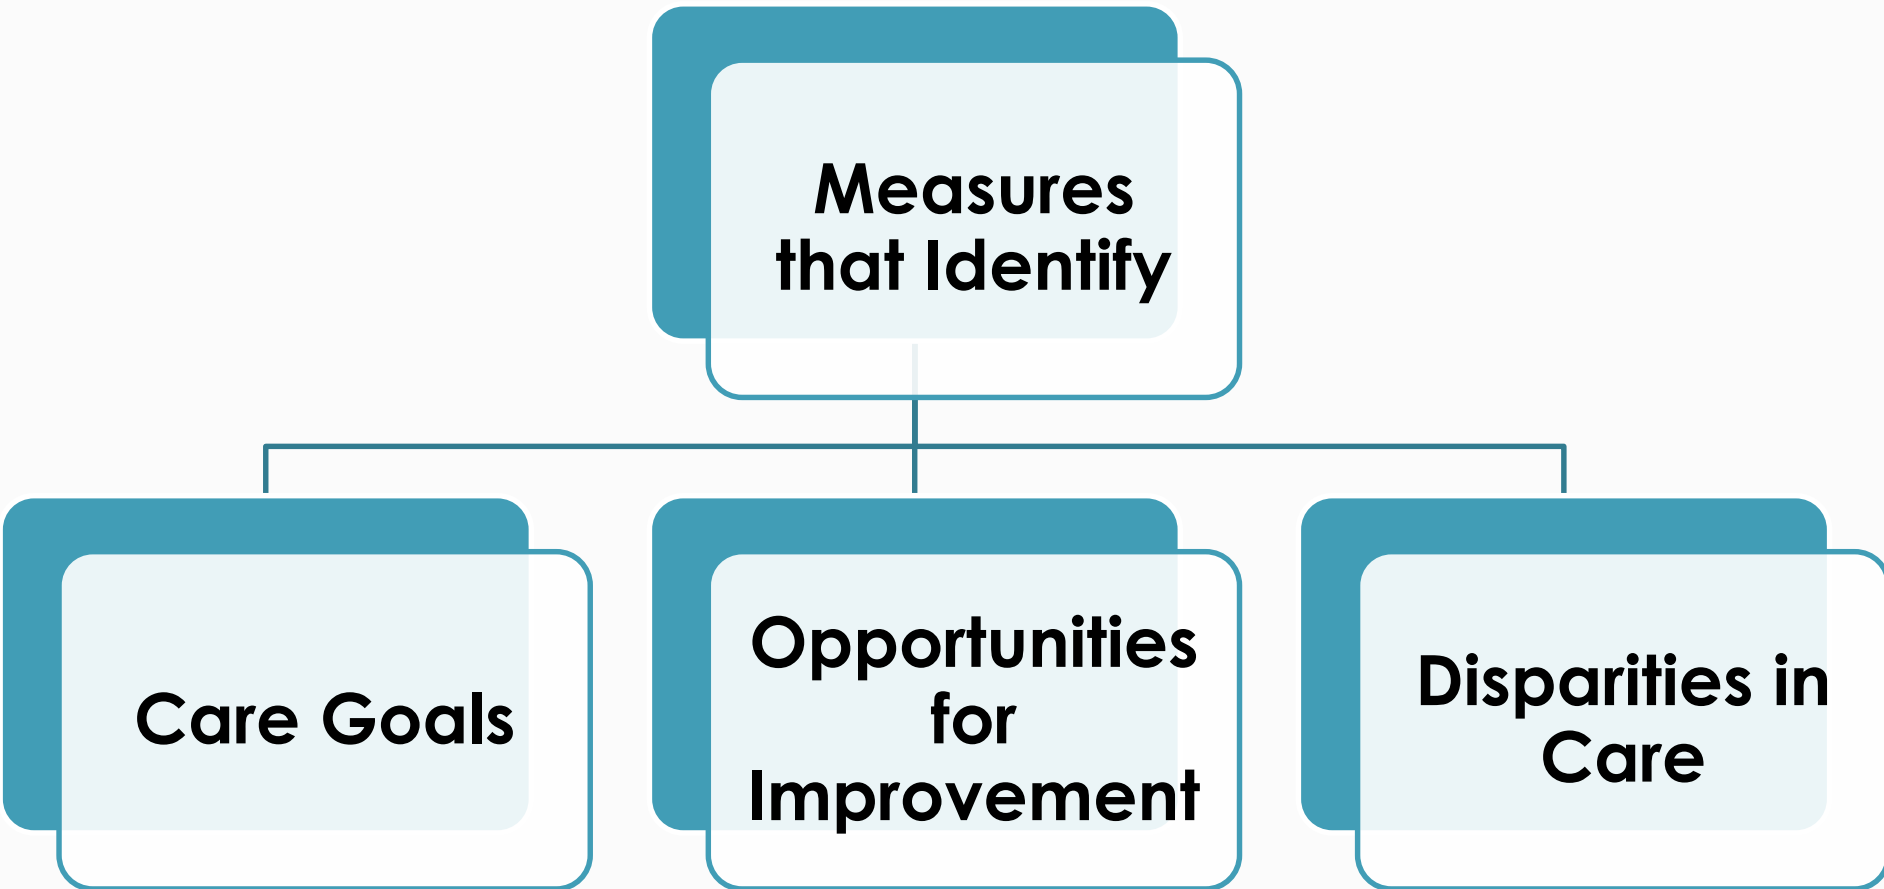 Measures
that Identify
Care Goals
Opportunities
for
Improvement
Disparities in
Care